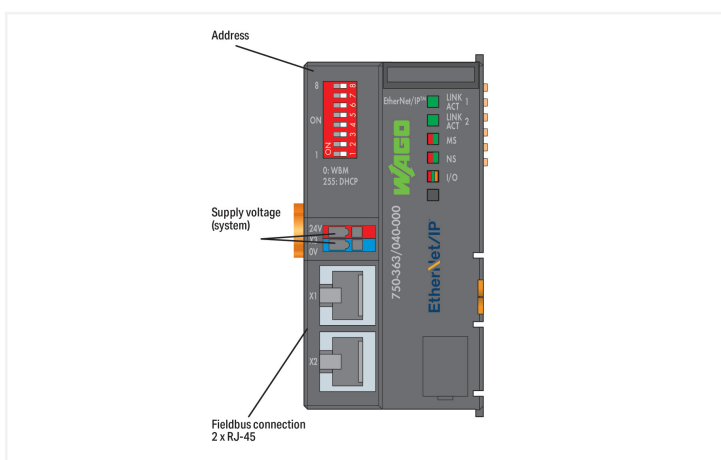 Address
8
ON
1
8
7
6
5
4
3
2
1
ON
0: WBM
255: DHCP
EtherNet/IP™
LINK 1
ACT
LINK 2
ACT
MS
NS
I/O
WAGO
750-363/040-000
EtherNet/IP
Supply voltage
(system)
24V
X3
0V
X1
X2
Fieldbus connection
2 x RJ-45